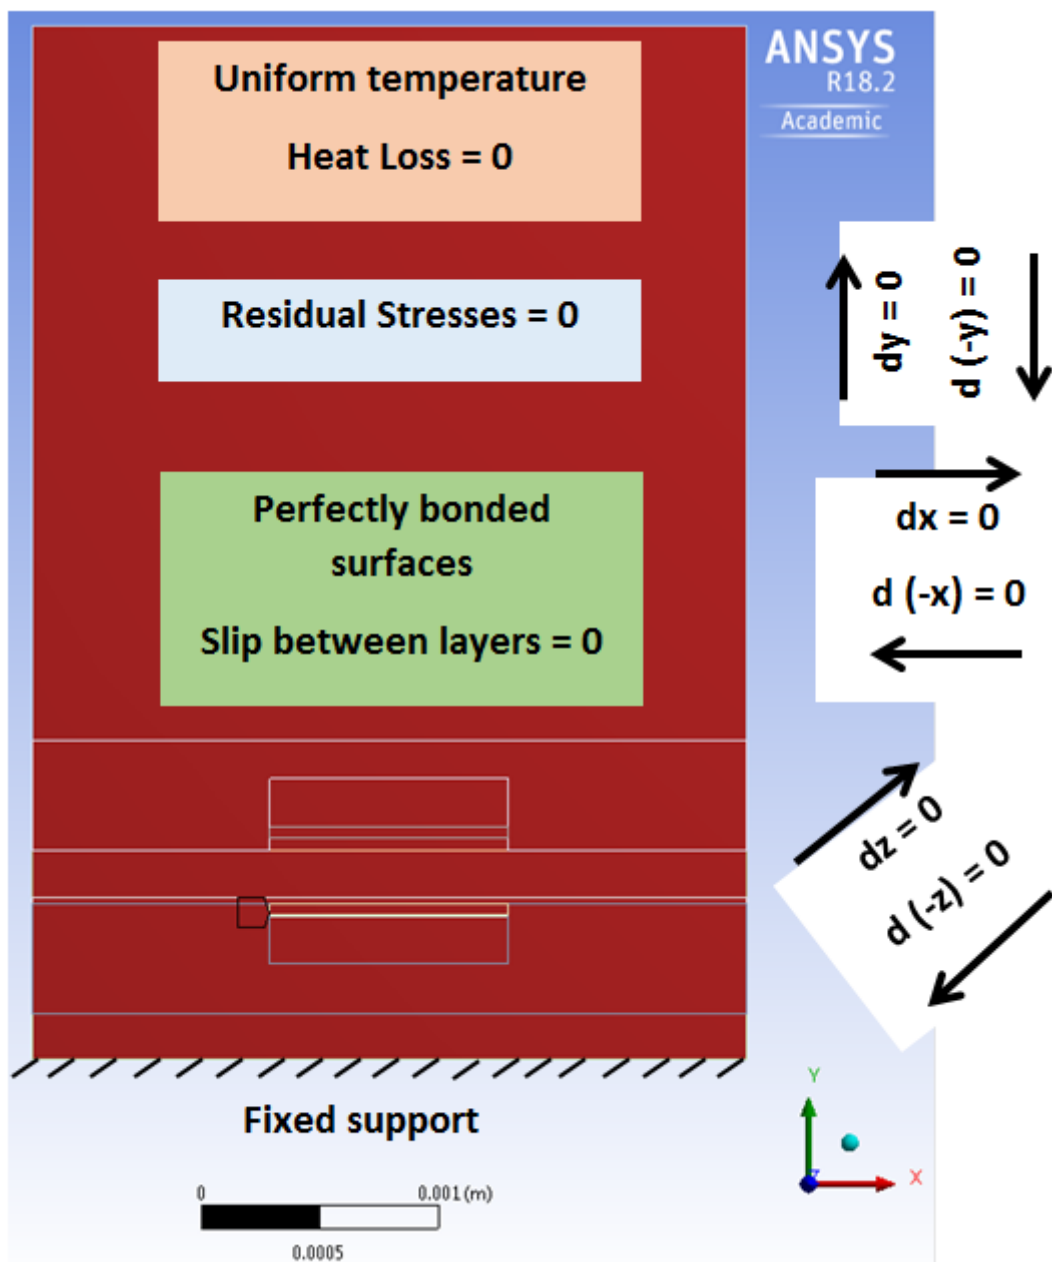 Uniform temperature
Heat Loss = 0
ANSYS
R18.2
Academic
Residual Stresses = 0
dy = 0
d (-y) = 0
Perfectly bonded
surfaces
Slip between layers = 0
dx = 0
d (-x) = 0
dz = 0
d (-z) = 0
Fixed support
Y
X
Z
0
0.001 (m)
0.0005